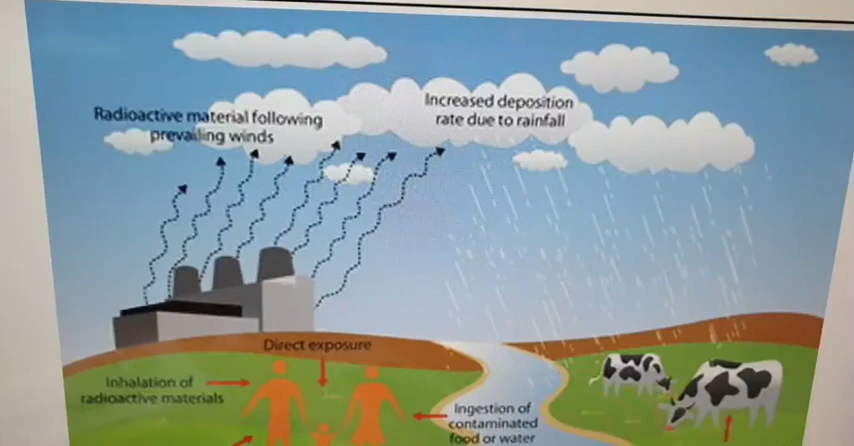 Radioactive material following
prevailing winds
Increased deposition
rate due to rainfall
Direct exposure
Inhalation of
radioactive materials
Ingestion of
contaminated
food or water